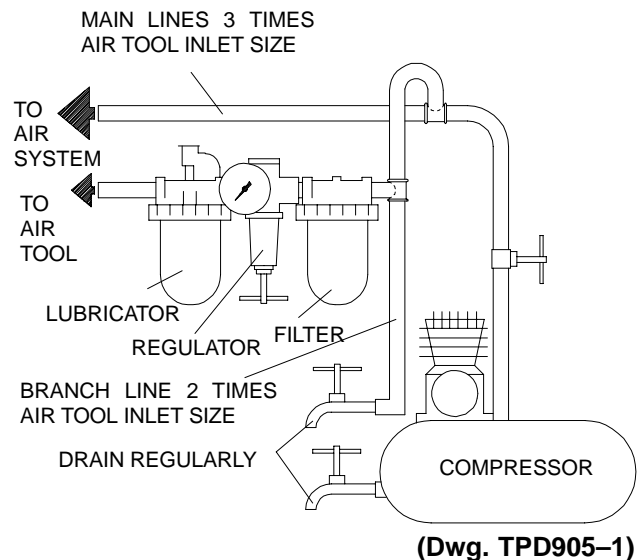 MAIN LINES 3 TIMES
AIR TOOL INLET SIZE
TO
AIR
SYSTEM
TO
AIR
TOOL
LUBRICATOR
REGULATOR
FILTER
BRANCH LINE 2 TIMES
AIR TOOL INLET SIZE
DRAIN REGULARLY
COMPRESSOR
(Dwg. TPD905–1)